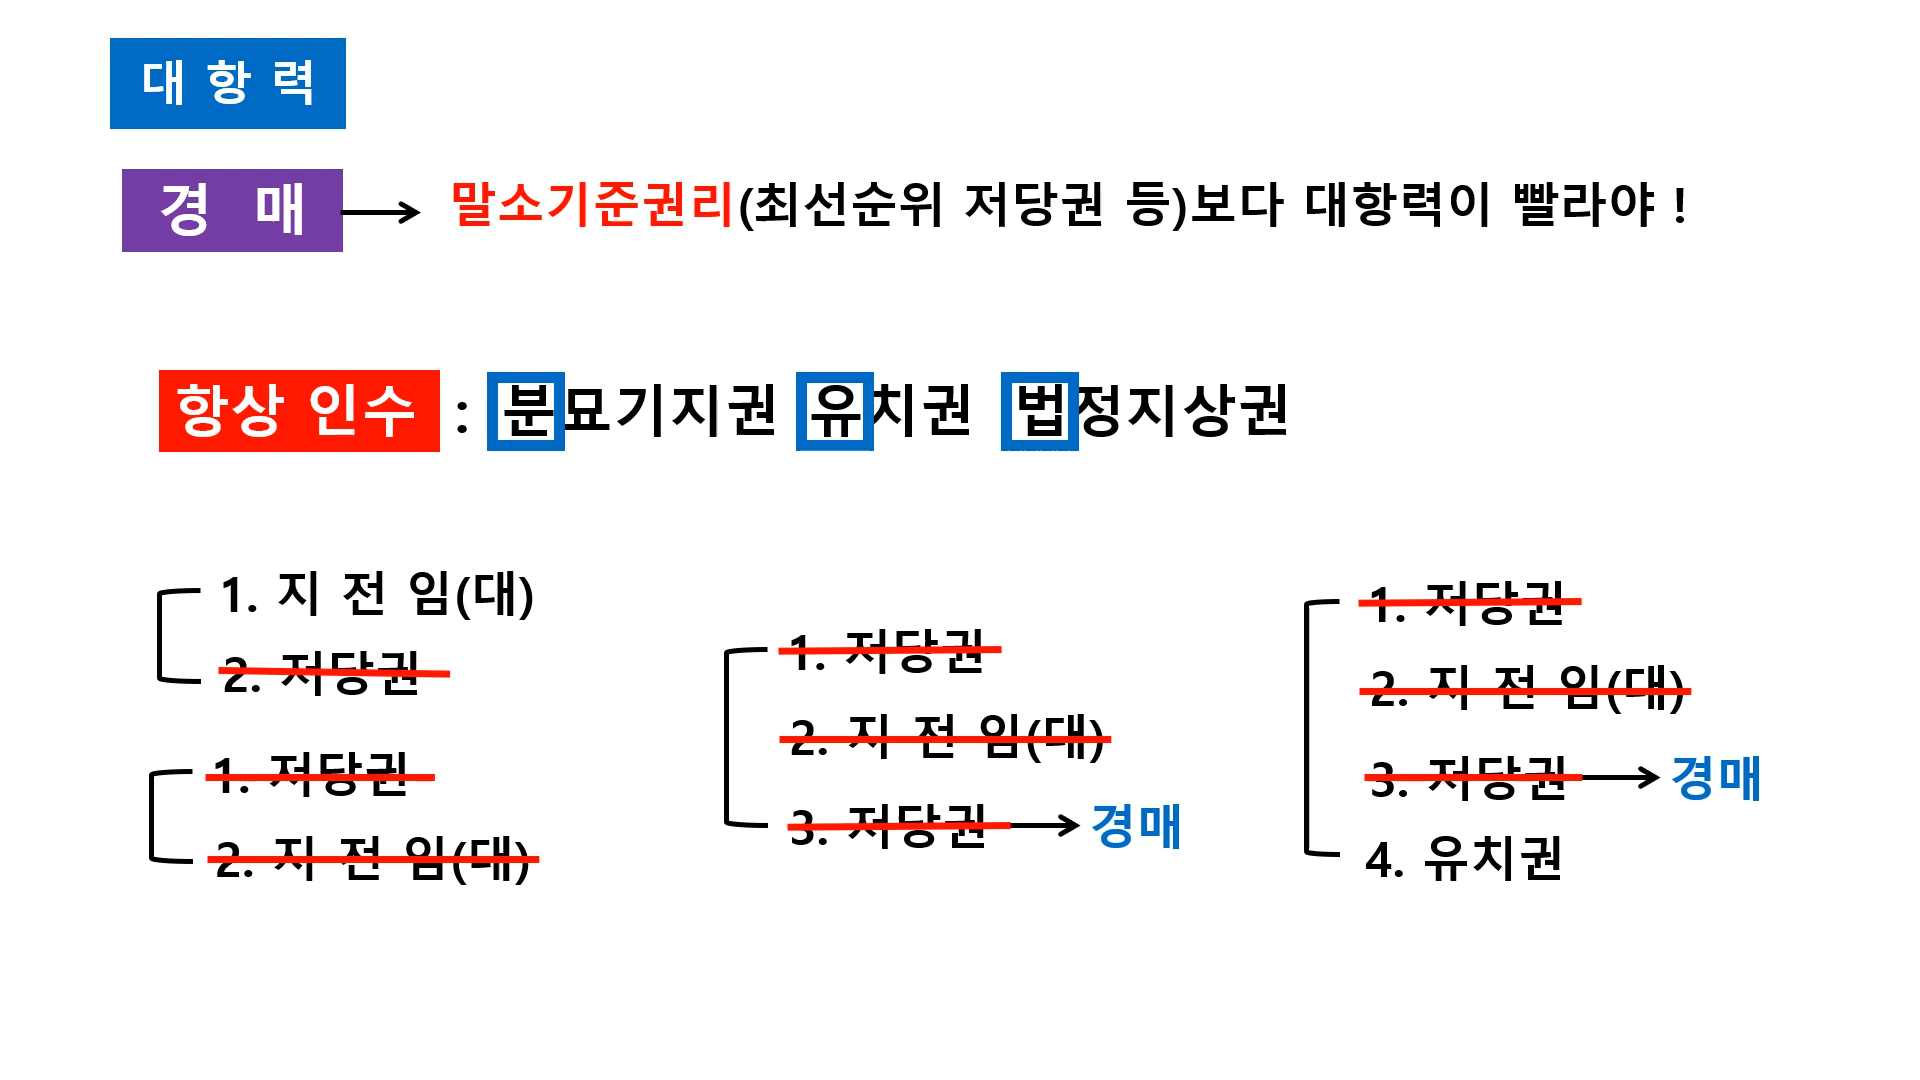 대 항 력
경 매 말소기준권리(최선순위 저당권 등)보다 대항력이 빨라야 !
항상 인수 : 분묘기지권 유치권 법정지상권
1. 지 전 임(대)
2. 저당권
1. 저당권
2. 지 전 임(대)
1. 저당권
2. 지 전 임(대)
3. 저당권 경매
1. 저당권
2. 지 전 임(대)
3. 저당권 경매
4. 유치권